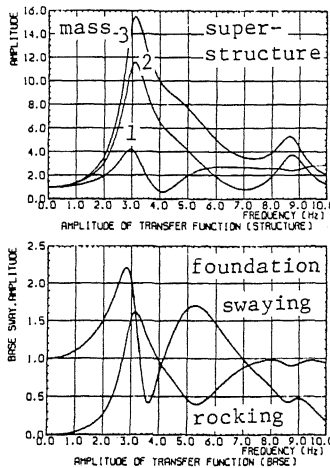 AMPLITUDE
16.0
14.0
12.0
10.0
8.0
6.0
4.0
2.0
0.0
mass
3
2
1
super-
structure
0.0 1.0 2.0 3.0 4.0 5.0 6.0 7.0 8.0 9.0 10.0
FREQUENCY (HZ)
AMPLITUDE OF TRANSFER FUNCTION (STRUCTURE)
BASE SWAY.AMPLITUDE
2.5
2.0
1.5
1.0
0.5
0.0
foundation
swaying
rocking
0.0 1.0 2.0 3.0 4.0 5.0 6.0 7.0 8.0 9.0 10.0
FREQUENCY (HZ)
AMPLITUDE OF TRANSFER FUNCTION (BASE)